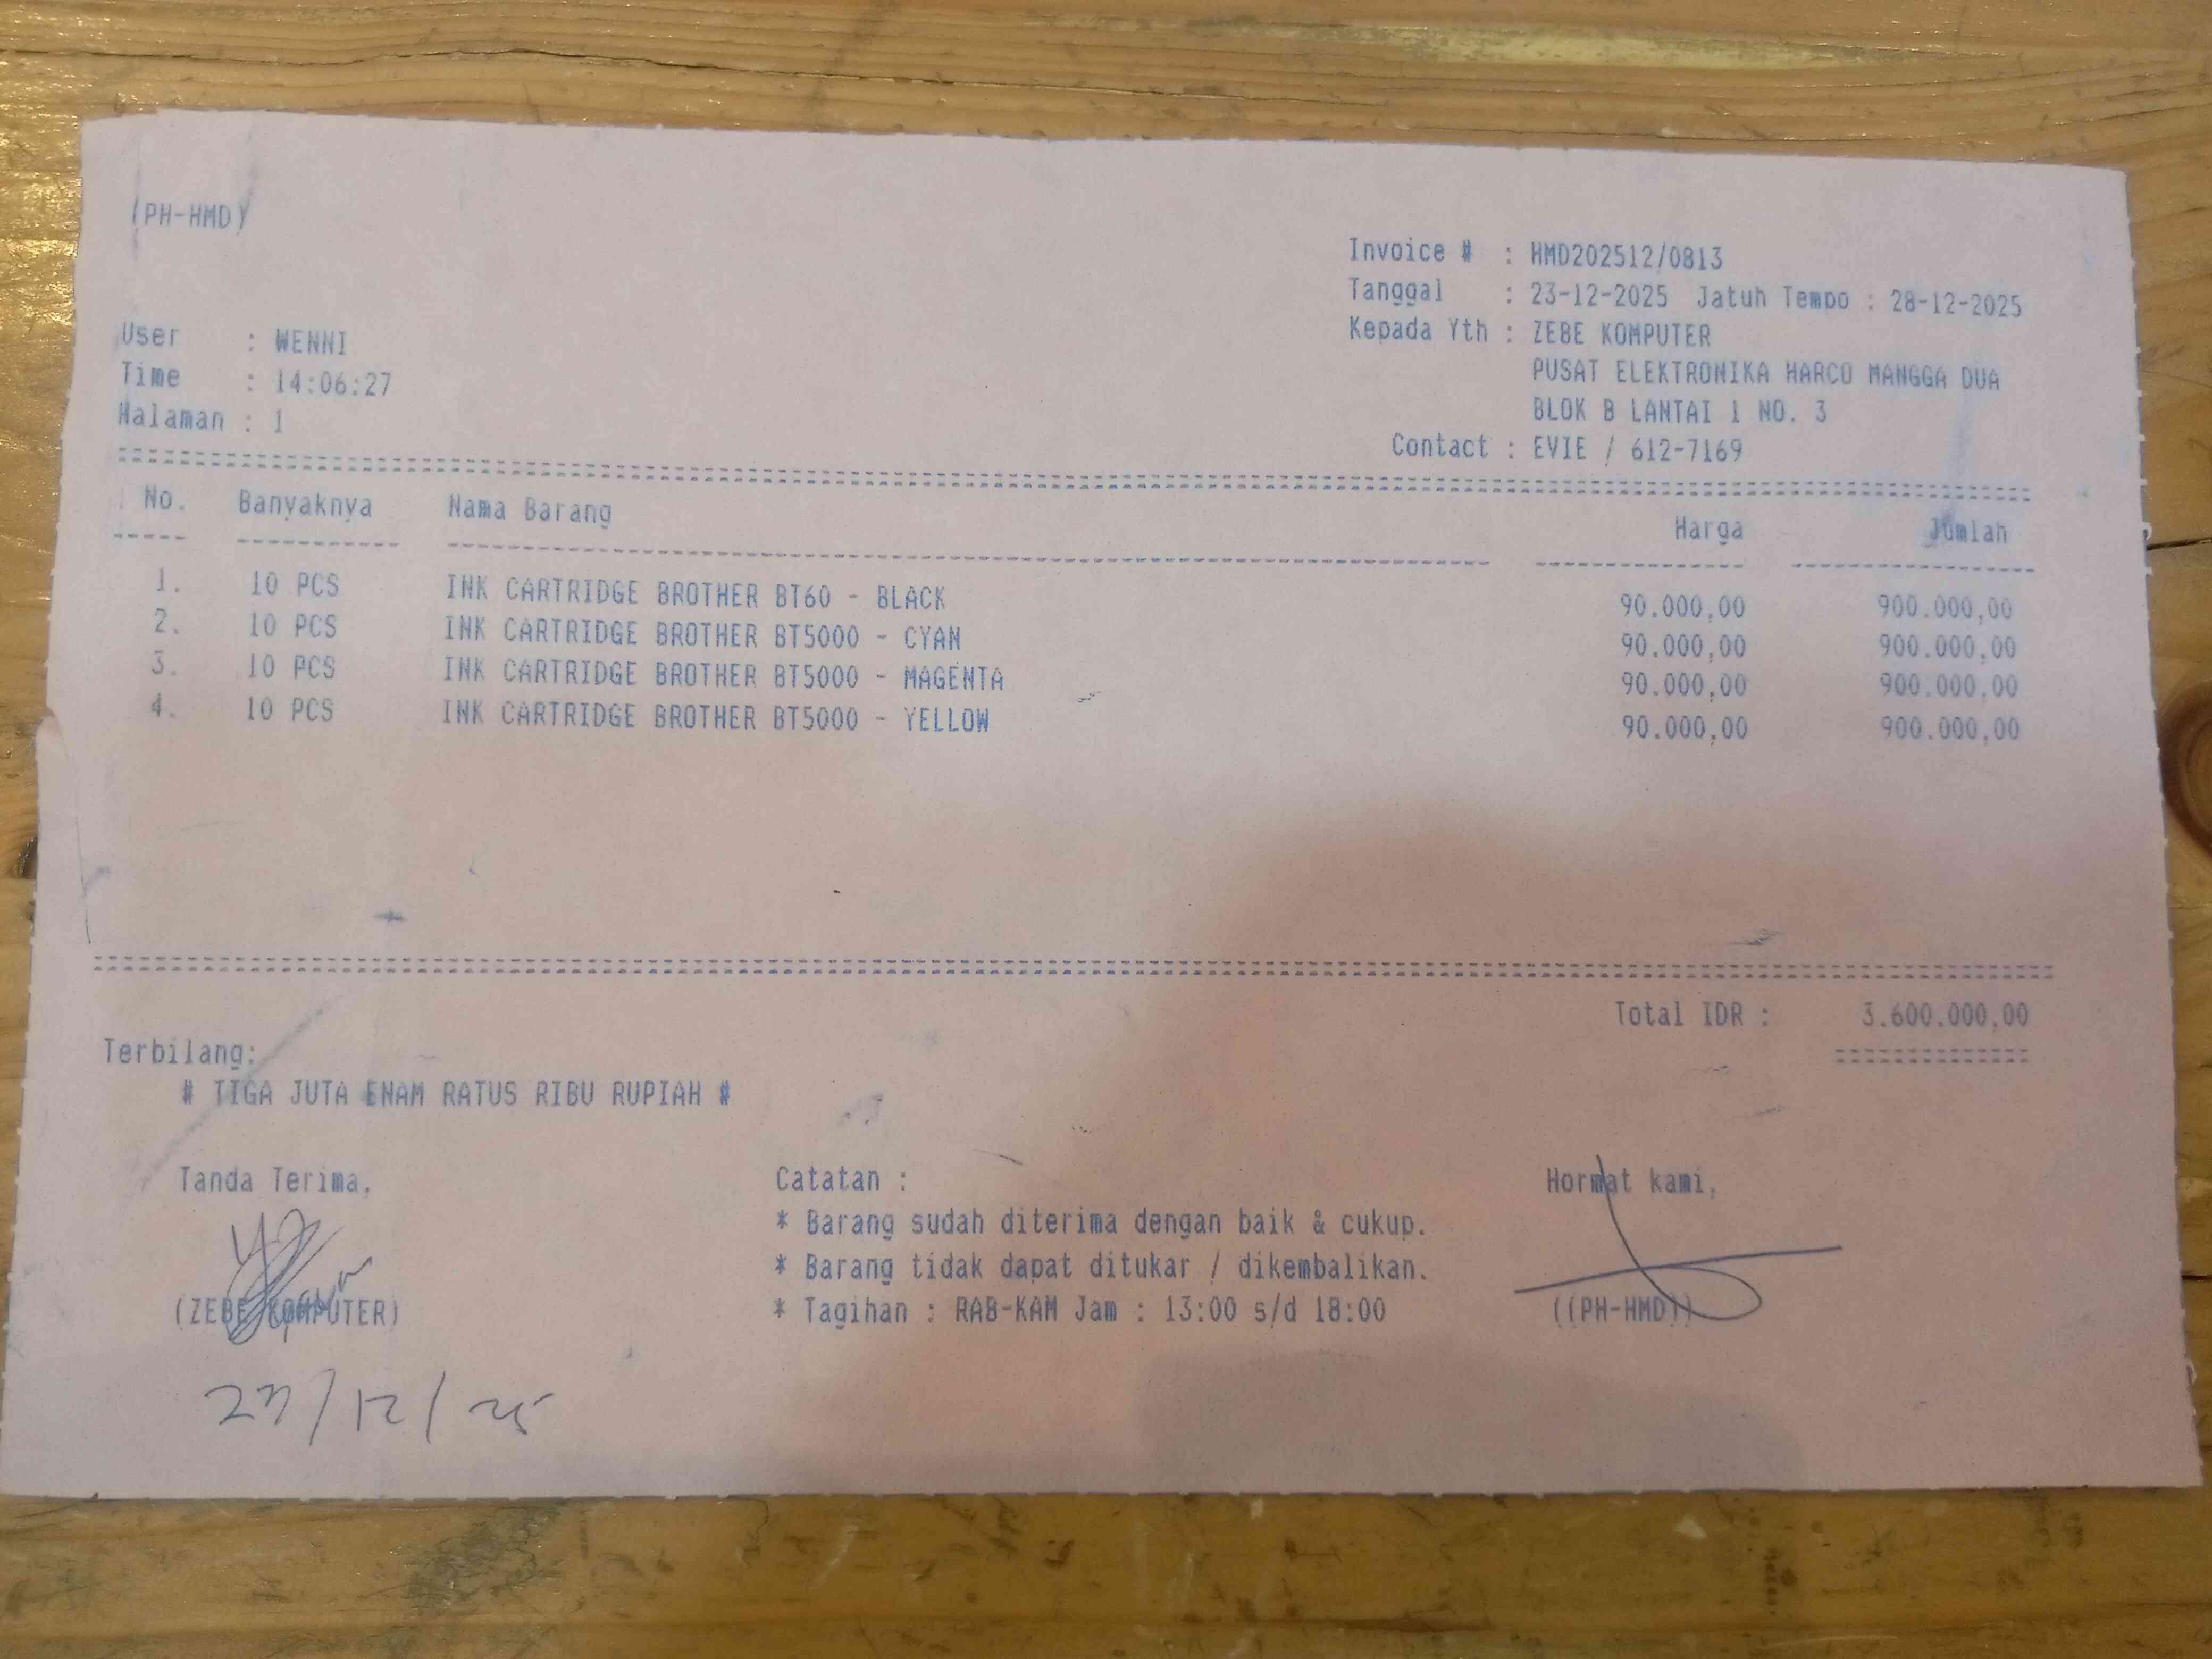 (PH-HMD)
Invoice # : HMD202512/0813
Tanggal : 23-12-2025 Jatuh Tempo : 28-12-2025
User : WENNI
Kepada Yth : ZEBE KOMPUTER
Time : 14:06:27
PUSAT ELEKTRONIKA HARCO MANGGA DUA
Halaman : 1
BLOK B LANTAI 1 NO. 3
Contact : EVIE / 612-7169
No. Banyaknya Nama Barang Harga Jumlah
1. 10 PCS INK CARTRIDGE BROTHER BT60 - BLACK 90.000,00 900.000,00
2. 10 PCS INK CARTRIDGE BROTHER BT5000 - CYAN 90.000,00 900.000,00
3. 10 PCS INK CARTRIDGE BROTHER BT5000 - MAGENTA 90.000,00 900.000,00
4. 10 PCS INK CARTRIDGE BROTHER BT5000 - YELLOW 90.000,00 900.000,00
Total IDR : 3.600.000,00
Terbilang:
# TIGA JUTA ENAM RATUS RIBU RUPIAH #
Tanda Terima, Catatan : Hormat kami,
* Barang sudah diterima dengan baik & cukup.
* Barang tidak dapat ditukar / dikembalikan.
(ZEBE KOMPUTER) * Tagihan : RAB-KAM Jam : 13:00 s/d 18:00 ((PH-HMD))
/12/25